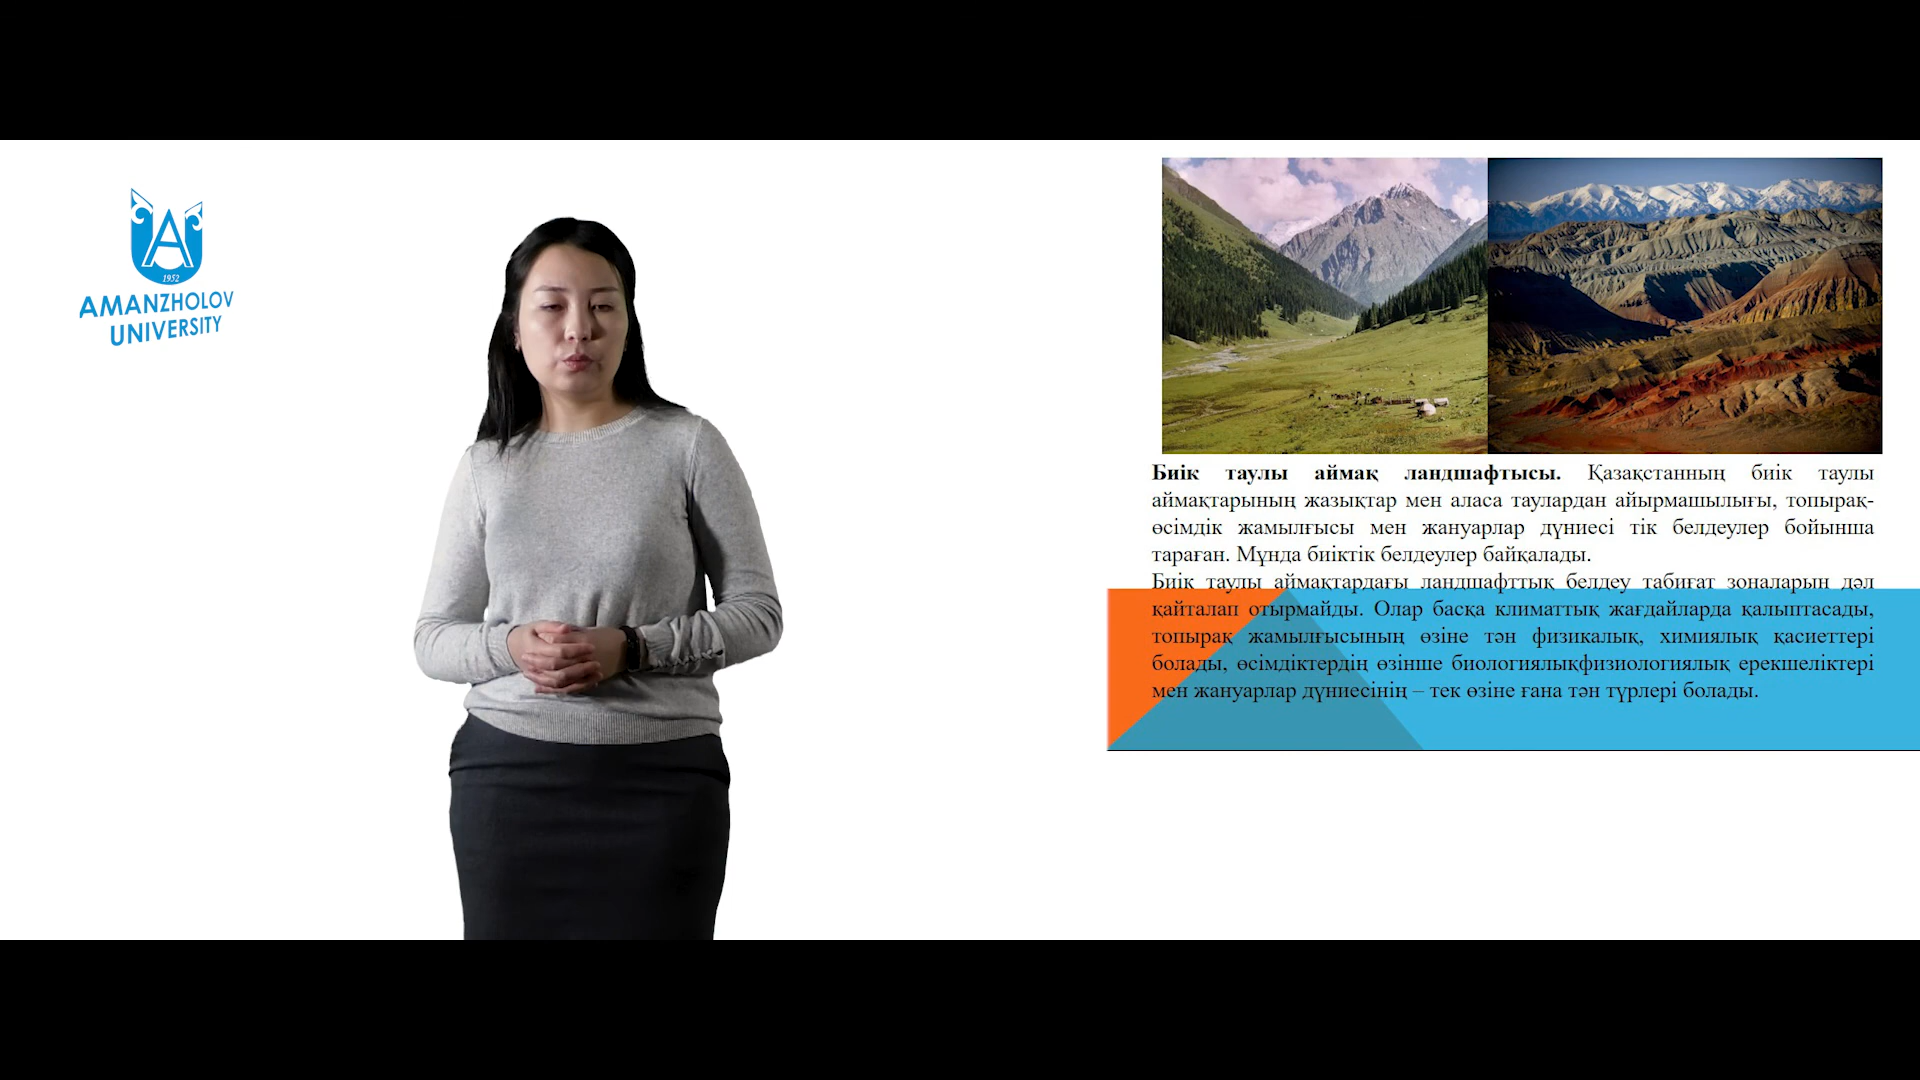 1952
AMANZHOLOV
UNIVERSITY
Биік таулы аймақ ландшафтысы. Қазақстанның биік таулы
аймақтарының жазықтар мен аласа таулардан айырмашылығы, топырақ-
өсімдік жамылғысы мен жануарлар дүниесі тік белдеулер бойынша
тараған. Мұнда биіктік белдеулер байқалады.
Биік таулы аймақтардағы ландшафттық белдеу табиғат зоналарын дәл
қайталап отырмайды. Олар басқа климаттық жағдайларда қалыптасады,
топырақ жамылғысының өзіне тән физикалық, химиялық қасиеттері
болады, өсімдіктердің өзінше биологиялықфизиологиялық ерекшеліктері
мен жануарлар дүниесінің – тек өзіне ғана тән түрлері болады.